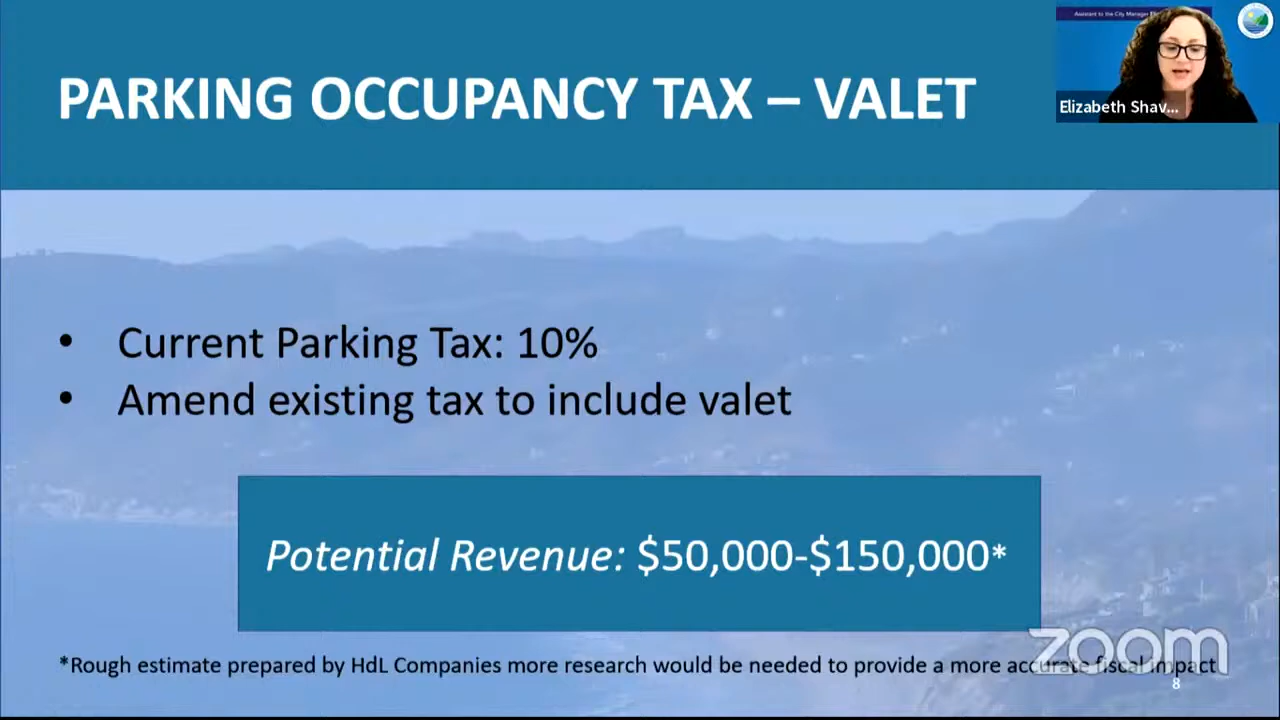 Assistant to the City Manager
PARKING OCCUPANCY TAX – VALET
Elizabeth Shav...
• Current Parking Tax: 10%
• Amend existing tax to include valet
Potential Revenue: $50,000-$150,000*
zoom
*Rough estimate prepared by HdL Companies more research would be needed to provide a more accurate fiscal impact
8